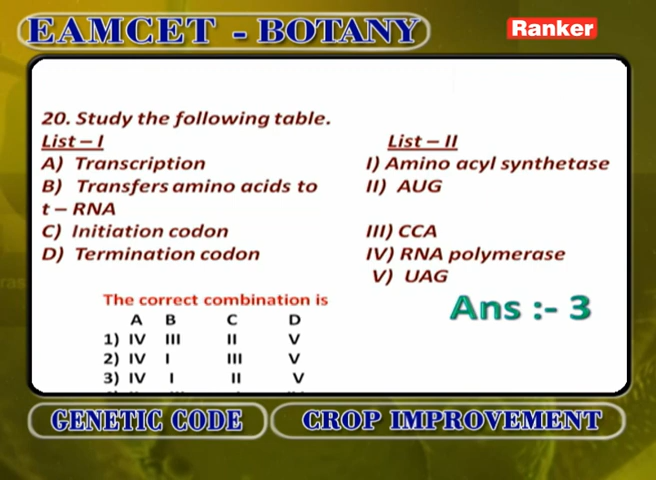 EAMCET - BOTANY
Ranker
20. Study the following table.
List – I List – II
A) Transcription I) Amino acyl synthetase
B) Transfers amino acids to II) AUG
t – RNA
C) Initiation codon III) CCA
D) Termination codon IV) RNA polymerase
V) UAG
The correct combination is
Ans :- 3
A B C D
1) IV III II V
2) IV I III V
3) IV I II V
GENETIC CODE CROP IMPROVEMENT